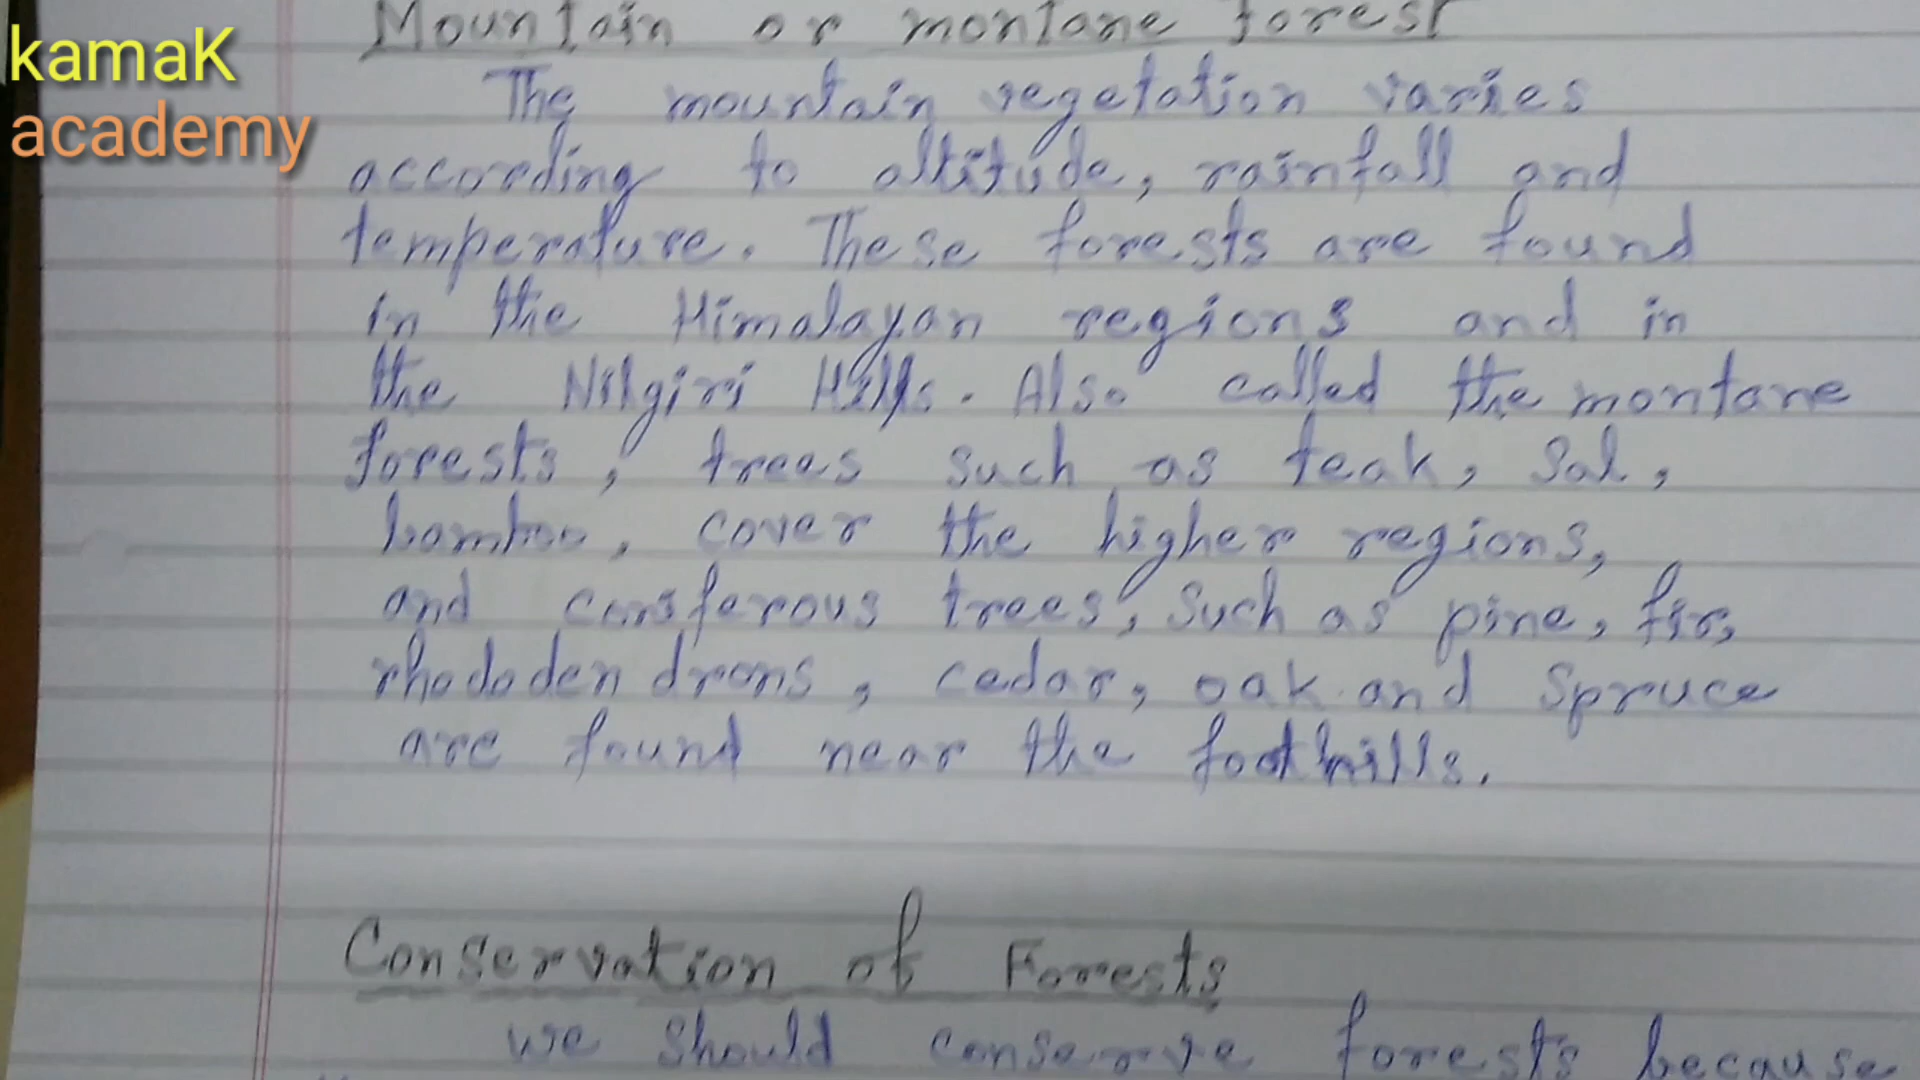 kamaK
academy
Mountain or montane forest
The mountain vegetation varies
according to altitude, rainfall and
temperature. These forests are found
in the Himalayan regions and in
the Nilgiri Hills. Also called the montane
forests, trees such as teak, Sal,
bamboo, cover the higher regions,
and coniferous trees, Such as pine, fir,
rhododendrons, cedar, oak and Spruce
are found near the foothills.
Conservation of Forests
we should conserve forests because